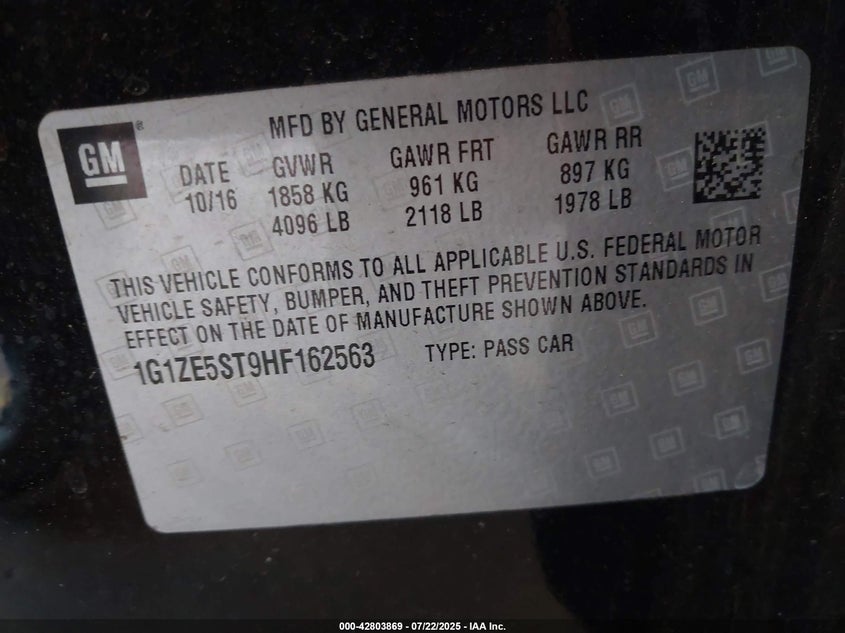 MFD BY GENERAL MOTORS LLC
GM®
DATE GVWR GAWR FRT GAWR RR
10/16 1858 KG 961 KG 897 KG
4096 LB 2118 LB 1978 LB
THIS VEHICLE CONFORMS TO ALL APPLICABLE U.S. FEDERAL MOTOR
VEHICLE SAFETY, BUMPER, AND THEFT PREVENTION STANDARDS IN
EFFECT ON THE DATE OF MANUFACTURE SHOWN ABOVE.
1G1ZE5ST9HF162563 TYPE: PASS CAR
000-42803869 - 07/22/2025 - IAA Inc.